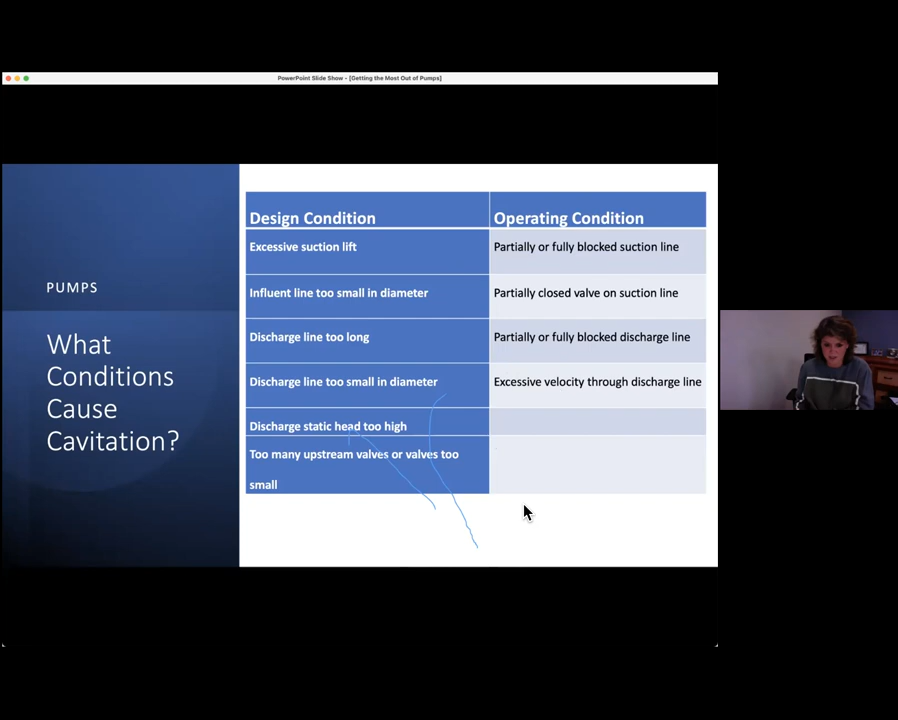 PowerPoint Slide Show - [Getting the Most Out of Pumps]
PUMPS
What
Conditions
Cause
Cavitation?
Design Condition
Operating Condition
Excessive suction lift
Partially or fully blocked suction line
Influent line too small in diameter
Partially closed valve on suction line
Discharge line too long
Partially or fully blocked discharge line
Discharge line too small in diameter
Excessive velocity through discharge line
Discharge static head too high
Too many upstream valves or valves too
small